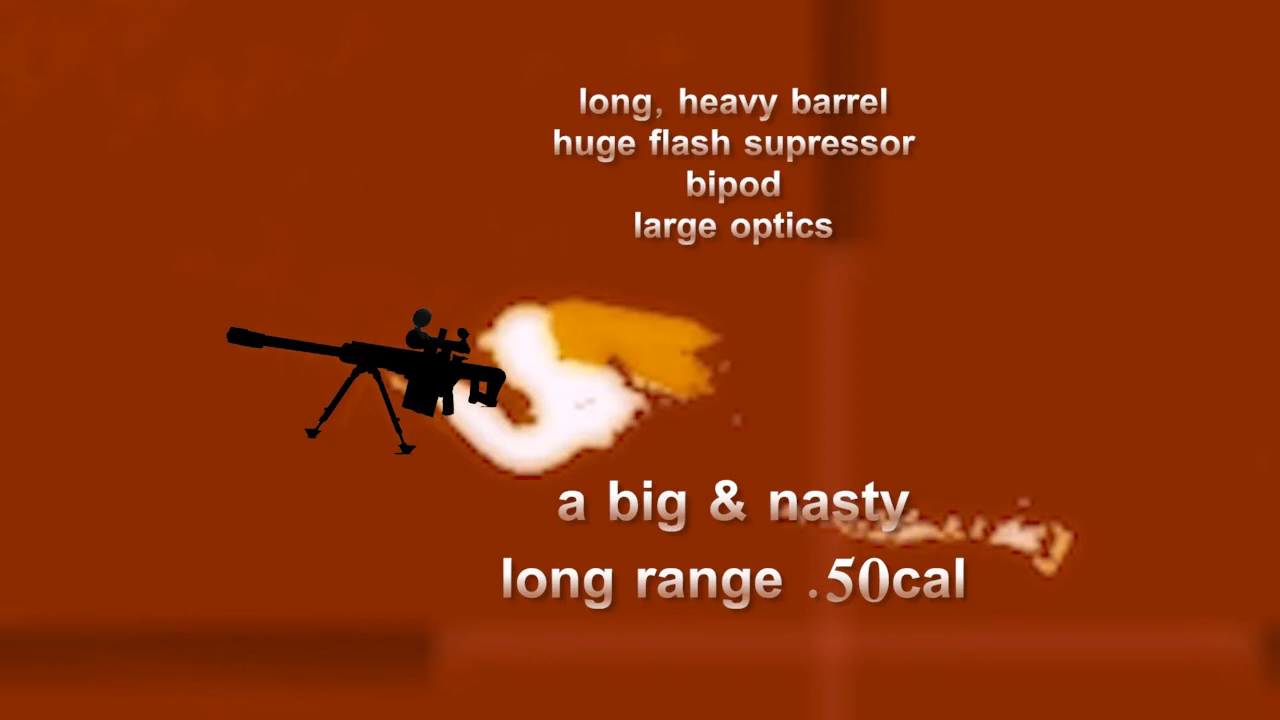 long, heavy barrel
huge flash supressor
bipod
large optics
a big & nasty
long range .50cal